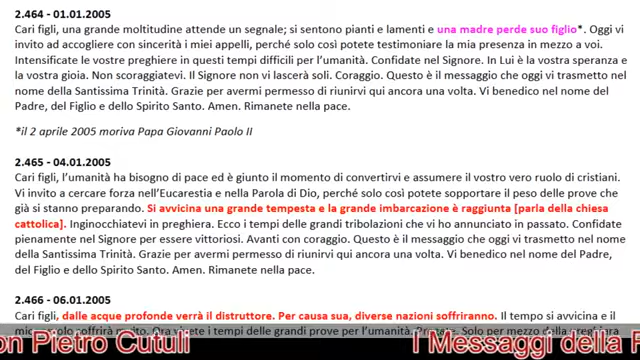 2.464 - 01.01.2005
Cari figli, una grande moltitudine attende un segnale; si sentono pianti e lamenti e una madre perde suo figlio*. Oggi vi
invito ad accogliere con sincerità i miei appelli, perché solo così potete testimoniare la mia presenza in mezzo a voi.
Intensificate le vostre preghiere in questi tempi difficili per l'umanità. Confidate nel Signore. In Lui è la vostra speranza e
la vostra gioia. Non scoraggiatevi. Il Signore non vi lascerà soli. Coraggio. Questo è il messaggio che oggi vi trasmetto nel
nome della Santissima Trinità. Grazie per avermi permesso di riunirvi qui ancora una volta. Vi benedico nel nome del
Padre, del Figlio e dello Spirito Santo. Amen. Rimanete nella pace.
*il 2 aprile 2005 moriva Papa Giovanni Paolo II
2.465 - 04.01.2005
Cari figli, l'umanità ha bisogno di pace ed è giunto il momento di convertirvi e assumere il vostro vero ruolo di cristiani.
Vi invito a cercare forza nell'Eucarestia e nella Parola di Dio, perché solo così potete sopportare il peso delle prove che
già si stanno preparando. Si avvicina una grande tempesta e la grande imbarcazione è raggiunta [parla della chiesa
cattolica]. Inginocchiatevi in preghiera. Ecco i tempi delle grandi tribolazioni che vi ho annunciato in passato. Confidate
pienamente nel Signore per essere vittoriosi. Avanti con coraggio. Questo è il messaggio che oggi vi trasmetto nel nome
della Santissima Trinità. Grazie per avermi permesso di riunirvi qui ancora una volta. Vi benedico nel nome del Padre,
del Figlio e dello Spirito Santo. Amen. Rimanete nella pace.
2.466 - 06.01.2005
Cari figli, dalle acque profonde verrà il distruttore. Per causa sua, diverse nazioni soffriranno. Il tempo si avvicina e il
on Pietro Cutuli I Messaggi della